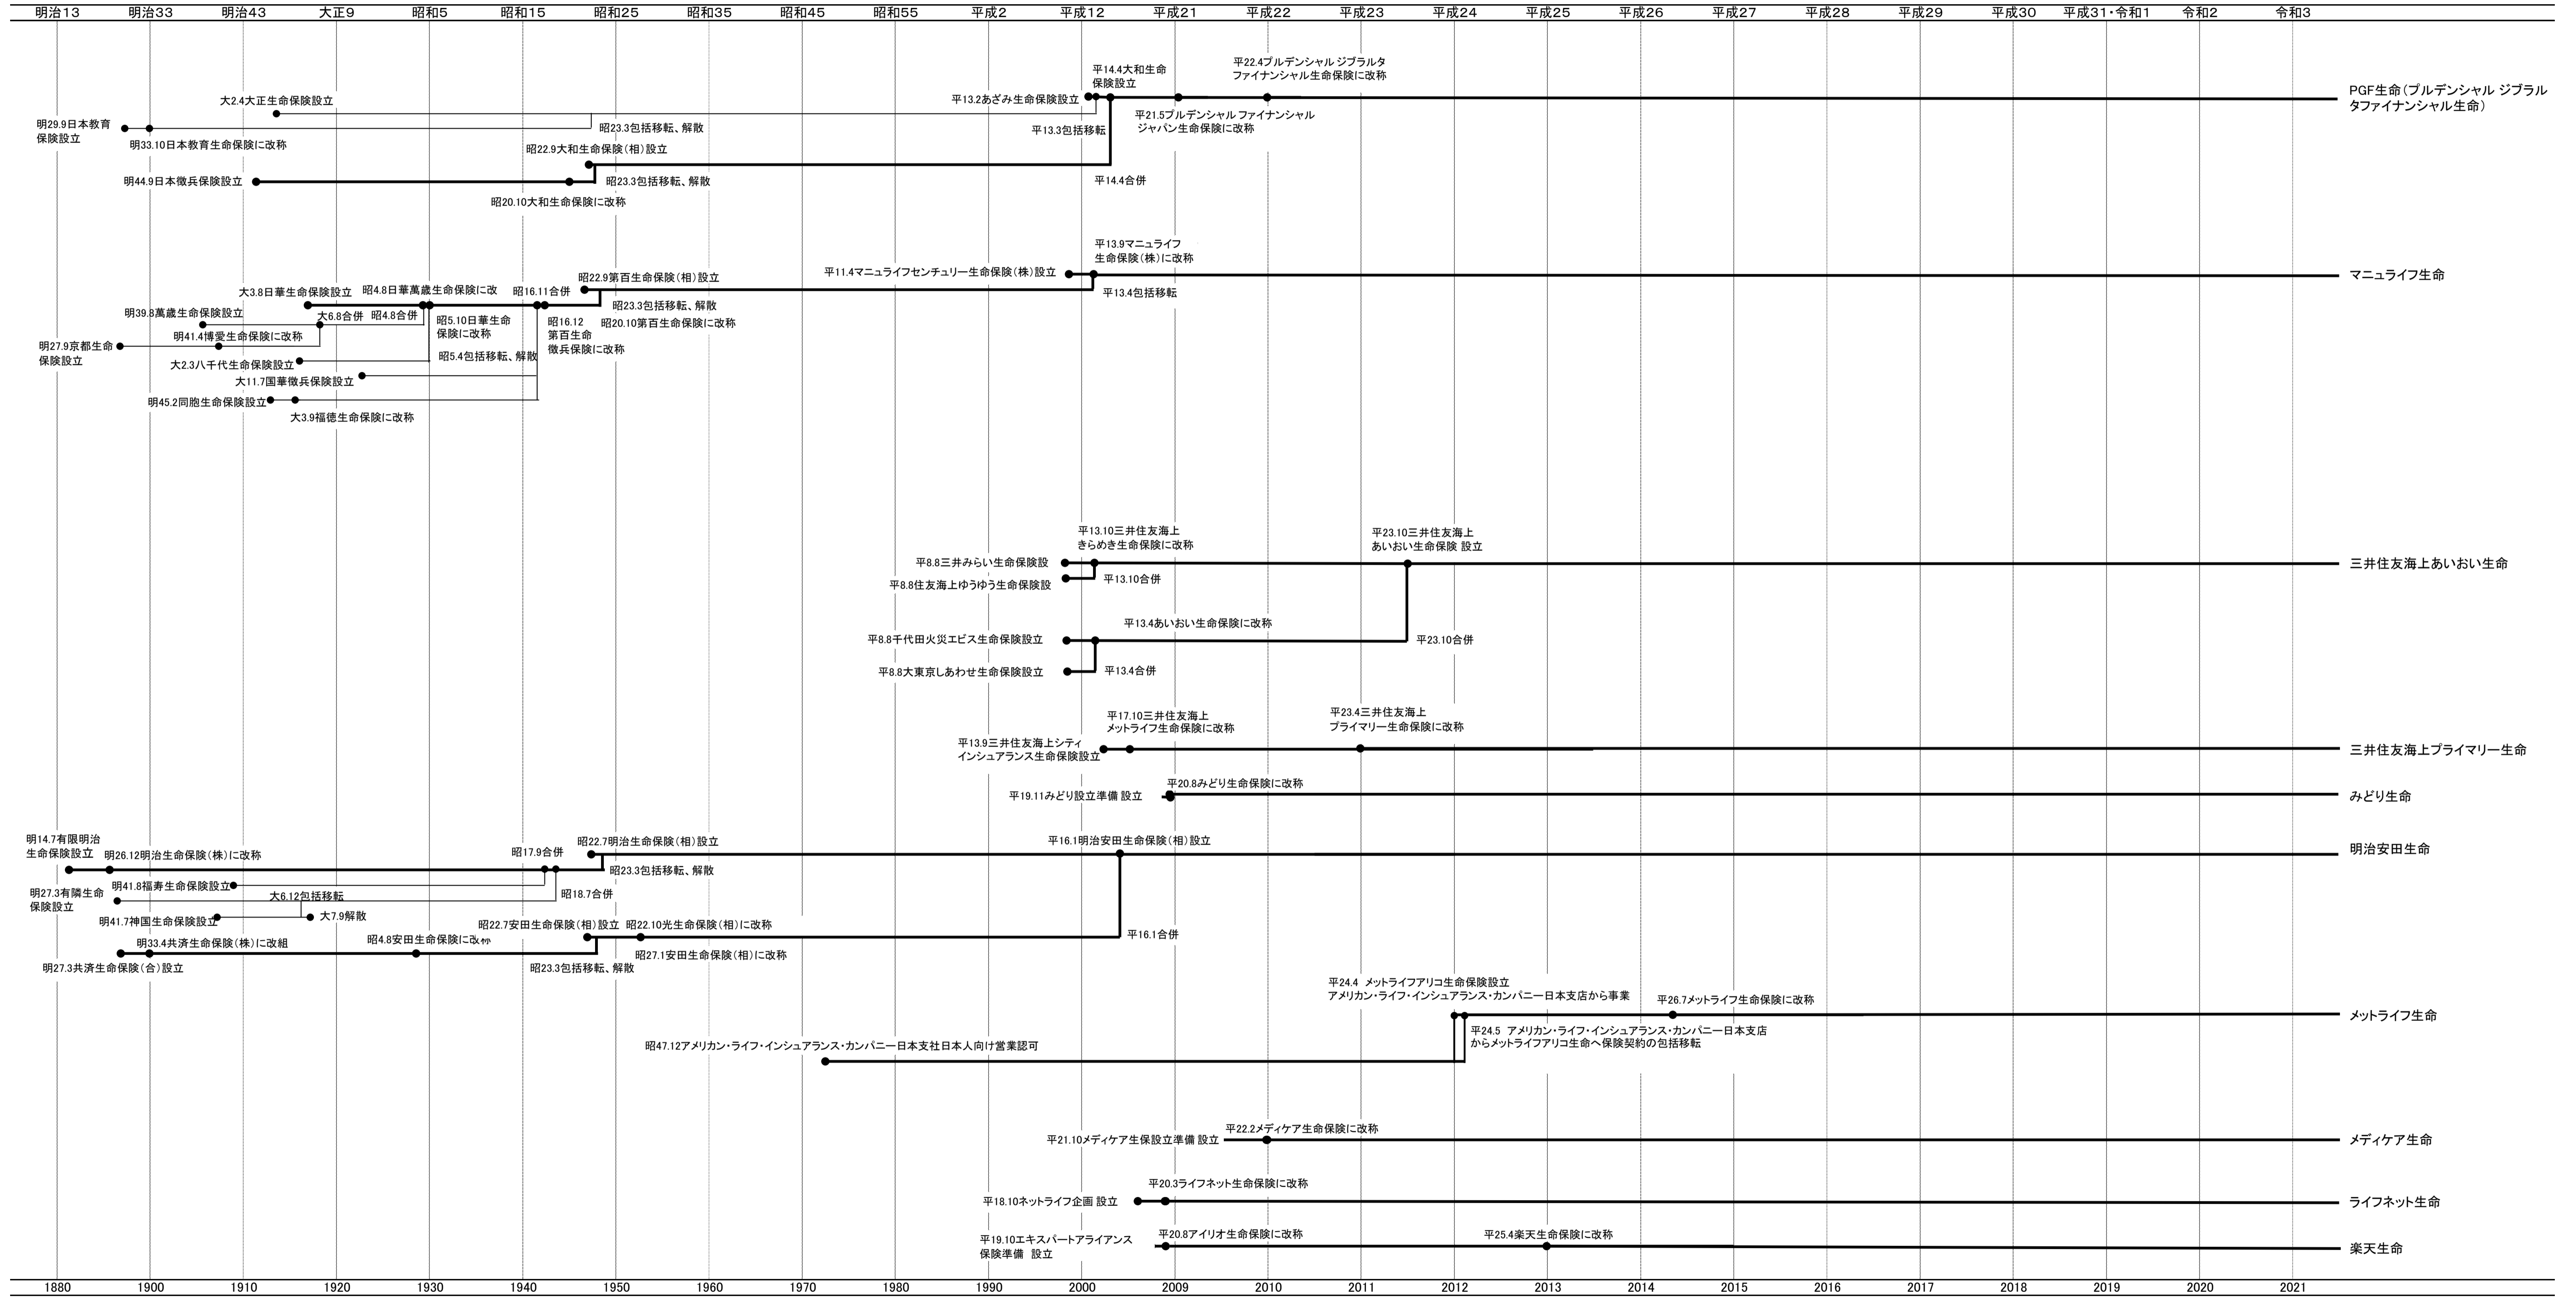 明治13 明治33 明治43 大正9 昭和5 昭和15 昭和25 昭和35 昭和45 昭和55 平成2 平成12 平成21 平成22 平成23 平成24 平成25 平成26 平成27 平成28 平成29 平成30 平成31・令和1 令和2 令和3
平22.4プルデンシャル ジブラルタ
ファイナンシャル生命保険に改称
平14.4大和生命
保険設立
平13.2あざみ生命保険設立
大2.4大正生命保険設立
PGF生命（プルデンシャル ジブラル
タファイナンシャル生命）
平21.5プルデンシャル ファイナンシャル
ジャパン生命保険に改称
明29.9日本教育
保険設立
昭23.3包括移転、解散
平13.3包括移転
明33.10日本教育生命保険に改称
昭22.9大和生命保険（相）設立
明44.9日本徴兵保険設立
昭23.3包括移転、解散
平14.4合併
昭20.10大和生命保険に改称
平13.9マニュライフ
生命保険（株）に改称
平11.4マニュライフセンチュリー生命保険（株）設立
マニュライフ生命
昭22.9第百生命保険（相）設立
大3.8日華生命保険設立
昭4.8日華萬歳生命保険に改
昭16.11合併
平13.4包括移転
昭23.3包括移転、解散
明39.8萬歳生命保険設立
大6.8合併
昭4.8合併
昭5.10日華生命
保険に改称
昭16.12
第百生命
徴兵保険に改称
昭20.10第百生命保険に改称
明41.4博愛生命保険に改称
明27.9京都生命
保険設立
昭5.4包括移転、解散
大2.3八千代生命保険設立
大11.7国華徴兵保険設立
明45.2同胞生命保険設立
大3.9福徳生命保険に改称
平13.10三井住友海上
きらめき生命保険に改称
平23.10三井住友海上
あいおい生命保険 設立
平8.8三井みらい生命保険設
三井住友海上あいおい生命
平8.8住友海上ゆうゆう生命保険設
平13.10合併
平13.4あいおい生命保険に改称
平8.8千代田火災エビス生命保険設立
平23.10合併
平8.8大東京しあわせ生命保険設立
平13.4合併
平17.10三井住友海上
メットライフ生命保険に改称
平23.4三井住友海上
プライマリー生命保険に改称
平13.9三井住友海上シティ
インシュアランス生命保険設立
三井住友海上プライマリー生命
平20.8みどり生命保険に改称
平19.11みどり設立準備 設立
みどり生命
明14.7有限明治
生命保険設立
明26.12明治生命保険（株）に改称
昭17.9合併
昭22.7明治生命保険（相）設立
平16.1明治安田生命保険（相）設立
明治安田生命
昭23.3包括移転、解散
明41.8福寿生命保険設立
明27.3有隣生命
保険設立
大6.12包括移転
昭18.7合併
明41.7神国生命保険設立
大7.9解散
昭22.7安田生命保険（相）設立
昭22.10光生命保険（相）に改称
平16.1合併
明33.4共済生命保険（株）に改組
昭4.8安田生命保険に改称
昭27.1安田生命保険（相）に改称
明27.3共済生命保険（合）設立
昭23.3包括移転、解散
平24.4 メットライフアリコ生命保険設立
アメリカン・ライフ・インシュアランス・カンパニー日本支店から事業
平26.7メットライフ生命保険に改称
メットライフ生命
平24.5 アメリカン・ライフ・インシュアランス・カンパニー日本支店
からメットライフアリコ生命へ保険契約の包括移転
昭47.12アメリカン・ライフ・インシュアランス・カンパニー日本支社日本人向け営業認可
平22.2メディケア生命保険に改称
平21.10メディケア生保設立準備 設立
メディケア生命
平20.3ライフネット生命保険に改称
平18.10ネットライフ企画 設立
ライフネット生命
平19.10エキスパートアライアンス
保険準備 設立
平20.8アイリオ生命保険に改称
平25.4楽天生命保険に改称
楽天生命
1880 1900 1910 1920 1930 1940 1950 1960 1970 1980 1990 2000 2009 2010 2011 2012 2013 2014 2015 2016 2017 2018 2019 2020 2021